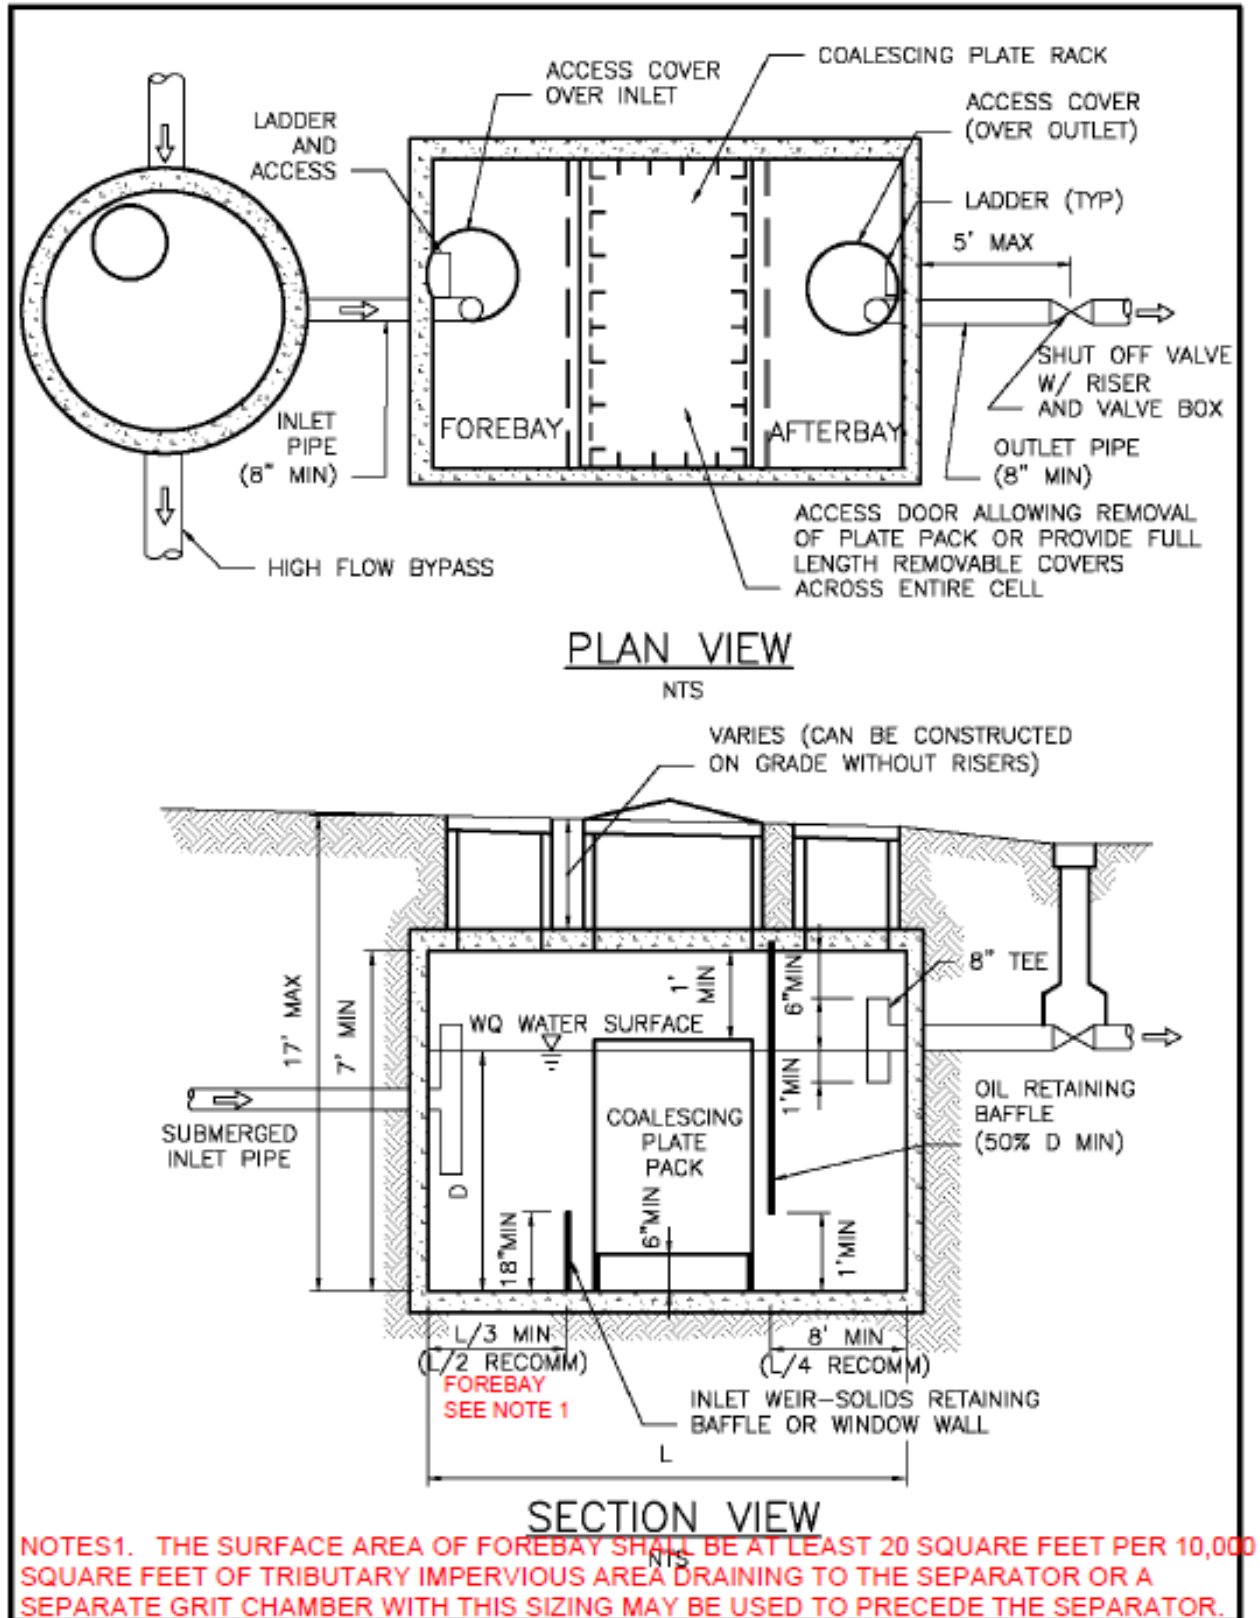 COALESCING PLATE RACK
ACCESS COVER
OVER INLET
ACCESS COVER
(OVER OUTLET)
LADDER
AND
ACCESS
LADDER (TYP)
5' MAX
SHUT OFF VALVE
W/ RISER
AND VALVE BOX
INLET
PIPE
(8" MIN)
FOREBAY
AFTERBAY
OUTLET PIPE
(8" MIN)
ACCESS DOOR ALLOWING REMOVAL
OF PLATE PACK OR PROVIDE FULL
LENGTH REMOVABLE COVERS
ACROSS ENTIRE CELL
HIGH FLOW BYPASS
PLAN VIEW
NTS
VARIES (CAN BE CONSTRUCTED
ON GRADE WITHOUT RISERS)
17' MAX
7' MIN
1'
MIN
6"MIN
8" TEE
WQ WATER SURFACE
1'MIN
SUBMERGED
INLET PIPE
COALESCING
PLATE
PACK
OIL RETAINING
BAFFLE
(50% D MIN)
D
18"MIN
6"MIN
1'MIN
L/3 MIN
(L/2 RECOMM)
8' MIN
(L/4 RECOMM)
FOREBAY
SEE NOTE 1
INLET WEIR-SOLIDS RETAINING
BAFFLE OR WINDOW WALL
L
SECTION VIEW
NTS
NOTES1. THE SURFACE AREA OF FOREBAY SHALL BE AT LEAST 20 SQUARE FEET PER 10,000
SQUARE FEET OF TRIBUTARY IMPERVIOUS AREA DRAINING TO THE SEPARATOR OR A
SEPARATE GRIT CHAMBER WITH THIS SIZING MAY BE USED TO PRECEDE THE SEPARATOR.